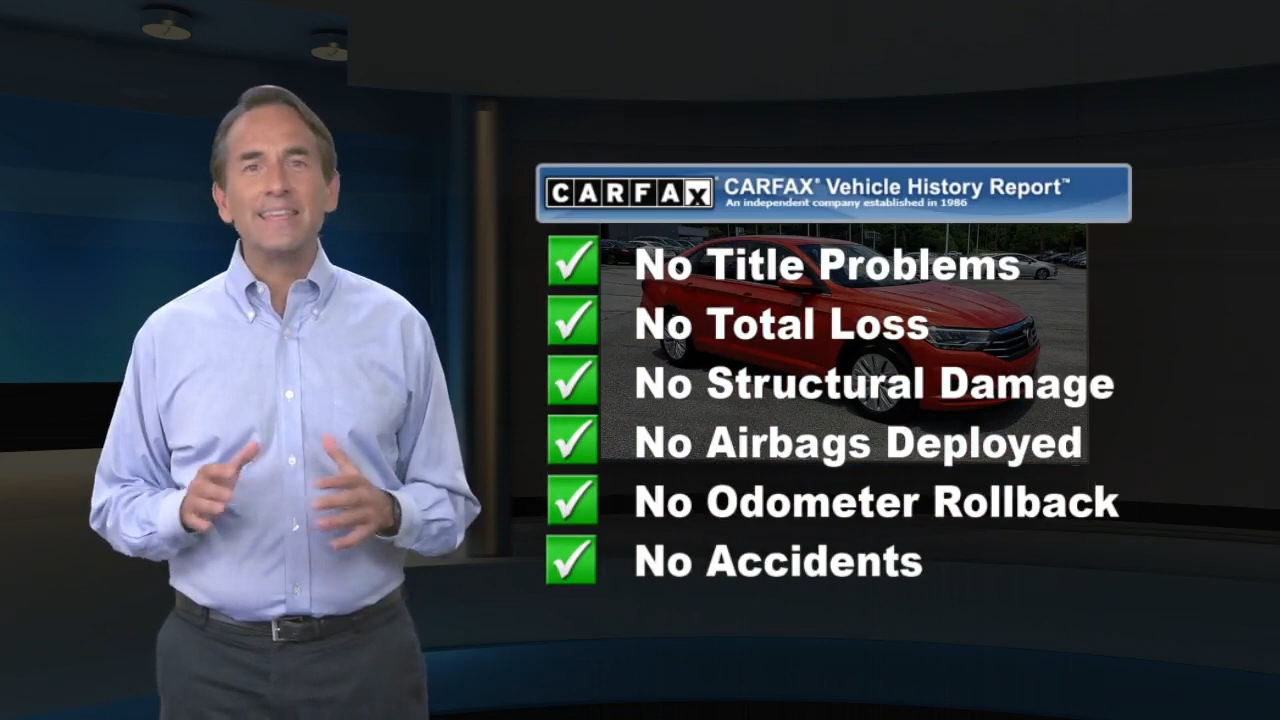 CARFAX® CARFAX® Vehicle History Report™
An independent company established in 1986
No Title Problems
No Total Loss
No Structural Damage
No Airbags Deployed
No Odometer Rollback
No Accidents